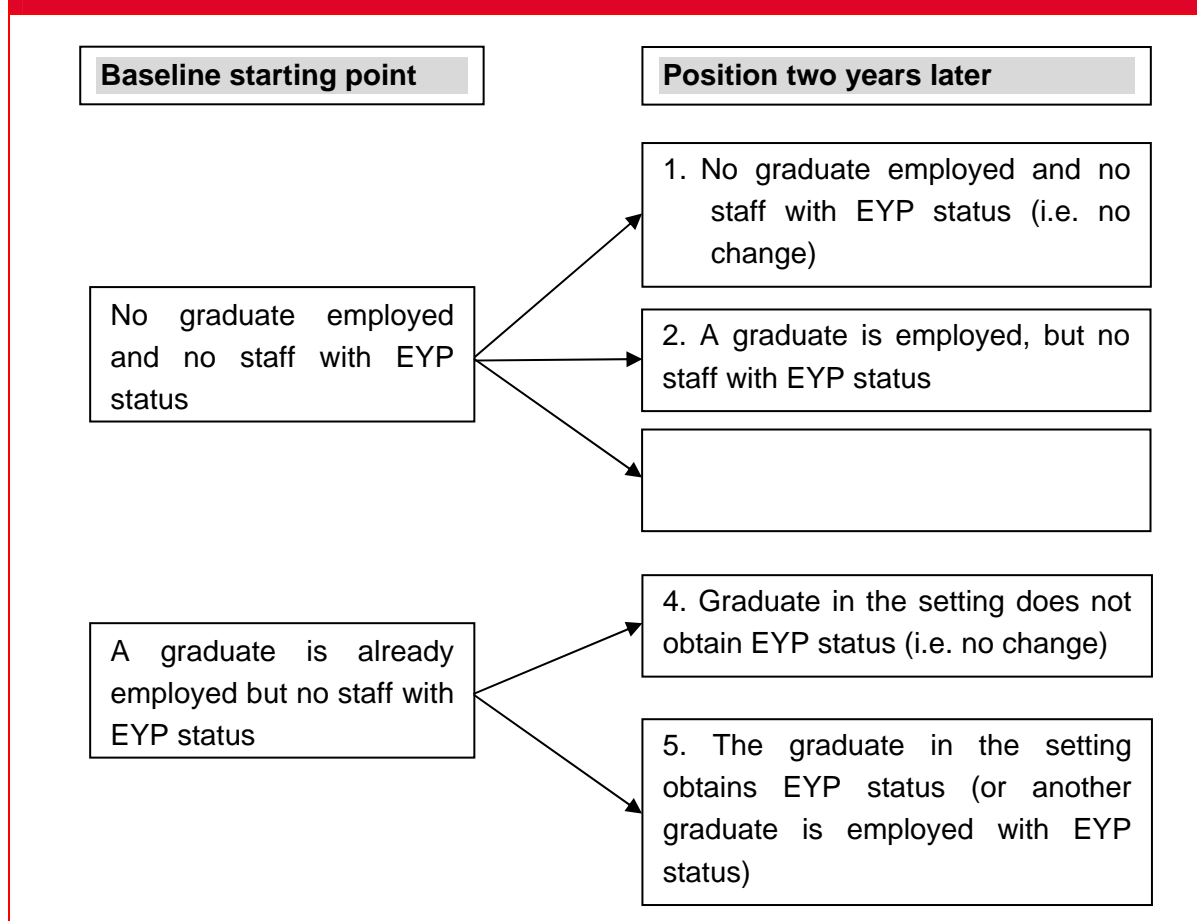 Baseline starting point
Position two years later
1. No graduate employed and no
staff with EYP status (i.e. no
change)
No graduate employed
and no staff with EYP
status
2. A graduate is employed, but no
staff with EYP status
4. Graduate in the setting does not
obtain EYP status (i.e. no change)
A graduate is already
employed but no staff with
EYP status
5. The graduate in the setting
obtains EYP status (or another
graduate is employed with EYP
status)